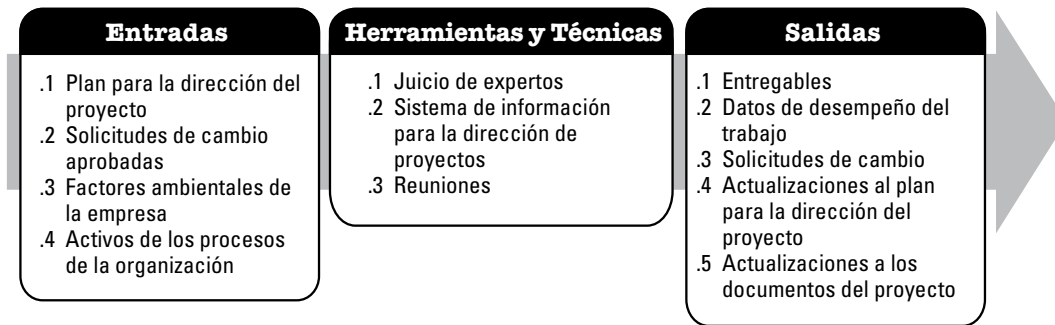 Entradas
.1 Plan para la dirección del
proyecto
.2 Solicitudes de cambio
aprobadas
.3 Factores ambientales de
la empresa
.4 Activos de los procesos
de la organización
Herramientas y Técnicas
.1 Juicio de expertos
.2 Sistema de información
para la dirección de
proyectos
.3 Reuniones
Salidas
.1 Entregables
.2 Datos de desempeño del
trabajo
.3 Solicitudes de cambio
.4 Actualizaciones al plan
para la dirección del
proyecto
.5 Actualizaciones a los
documentos del proyecto